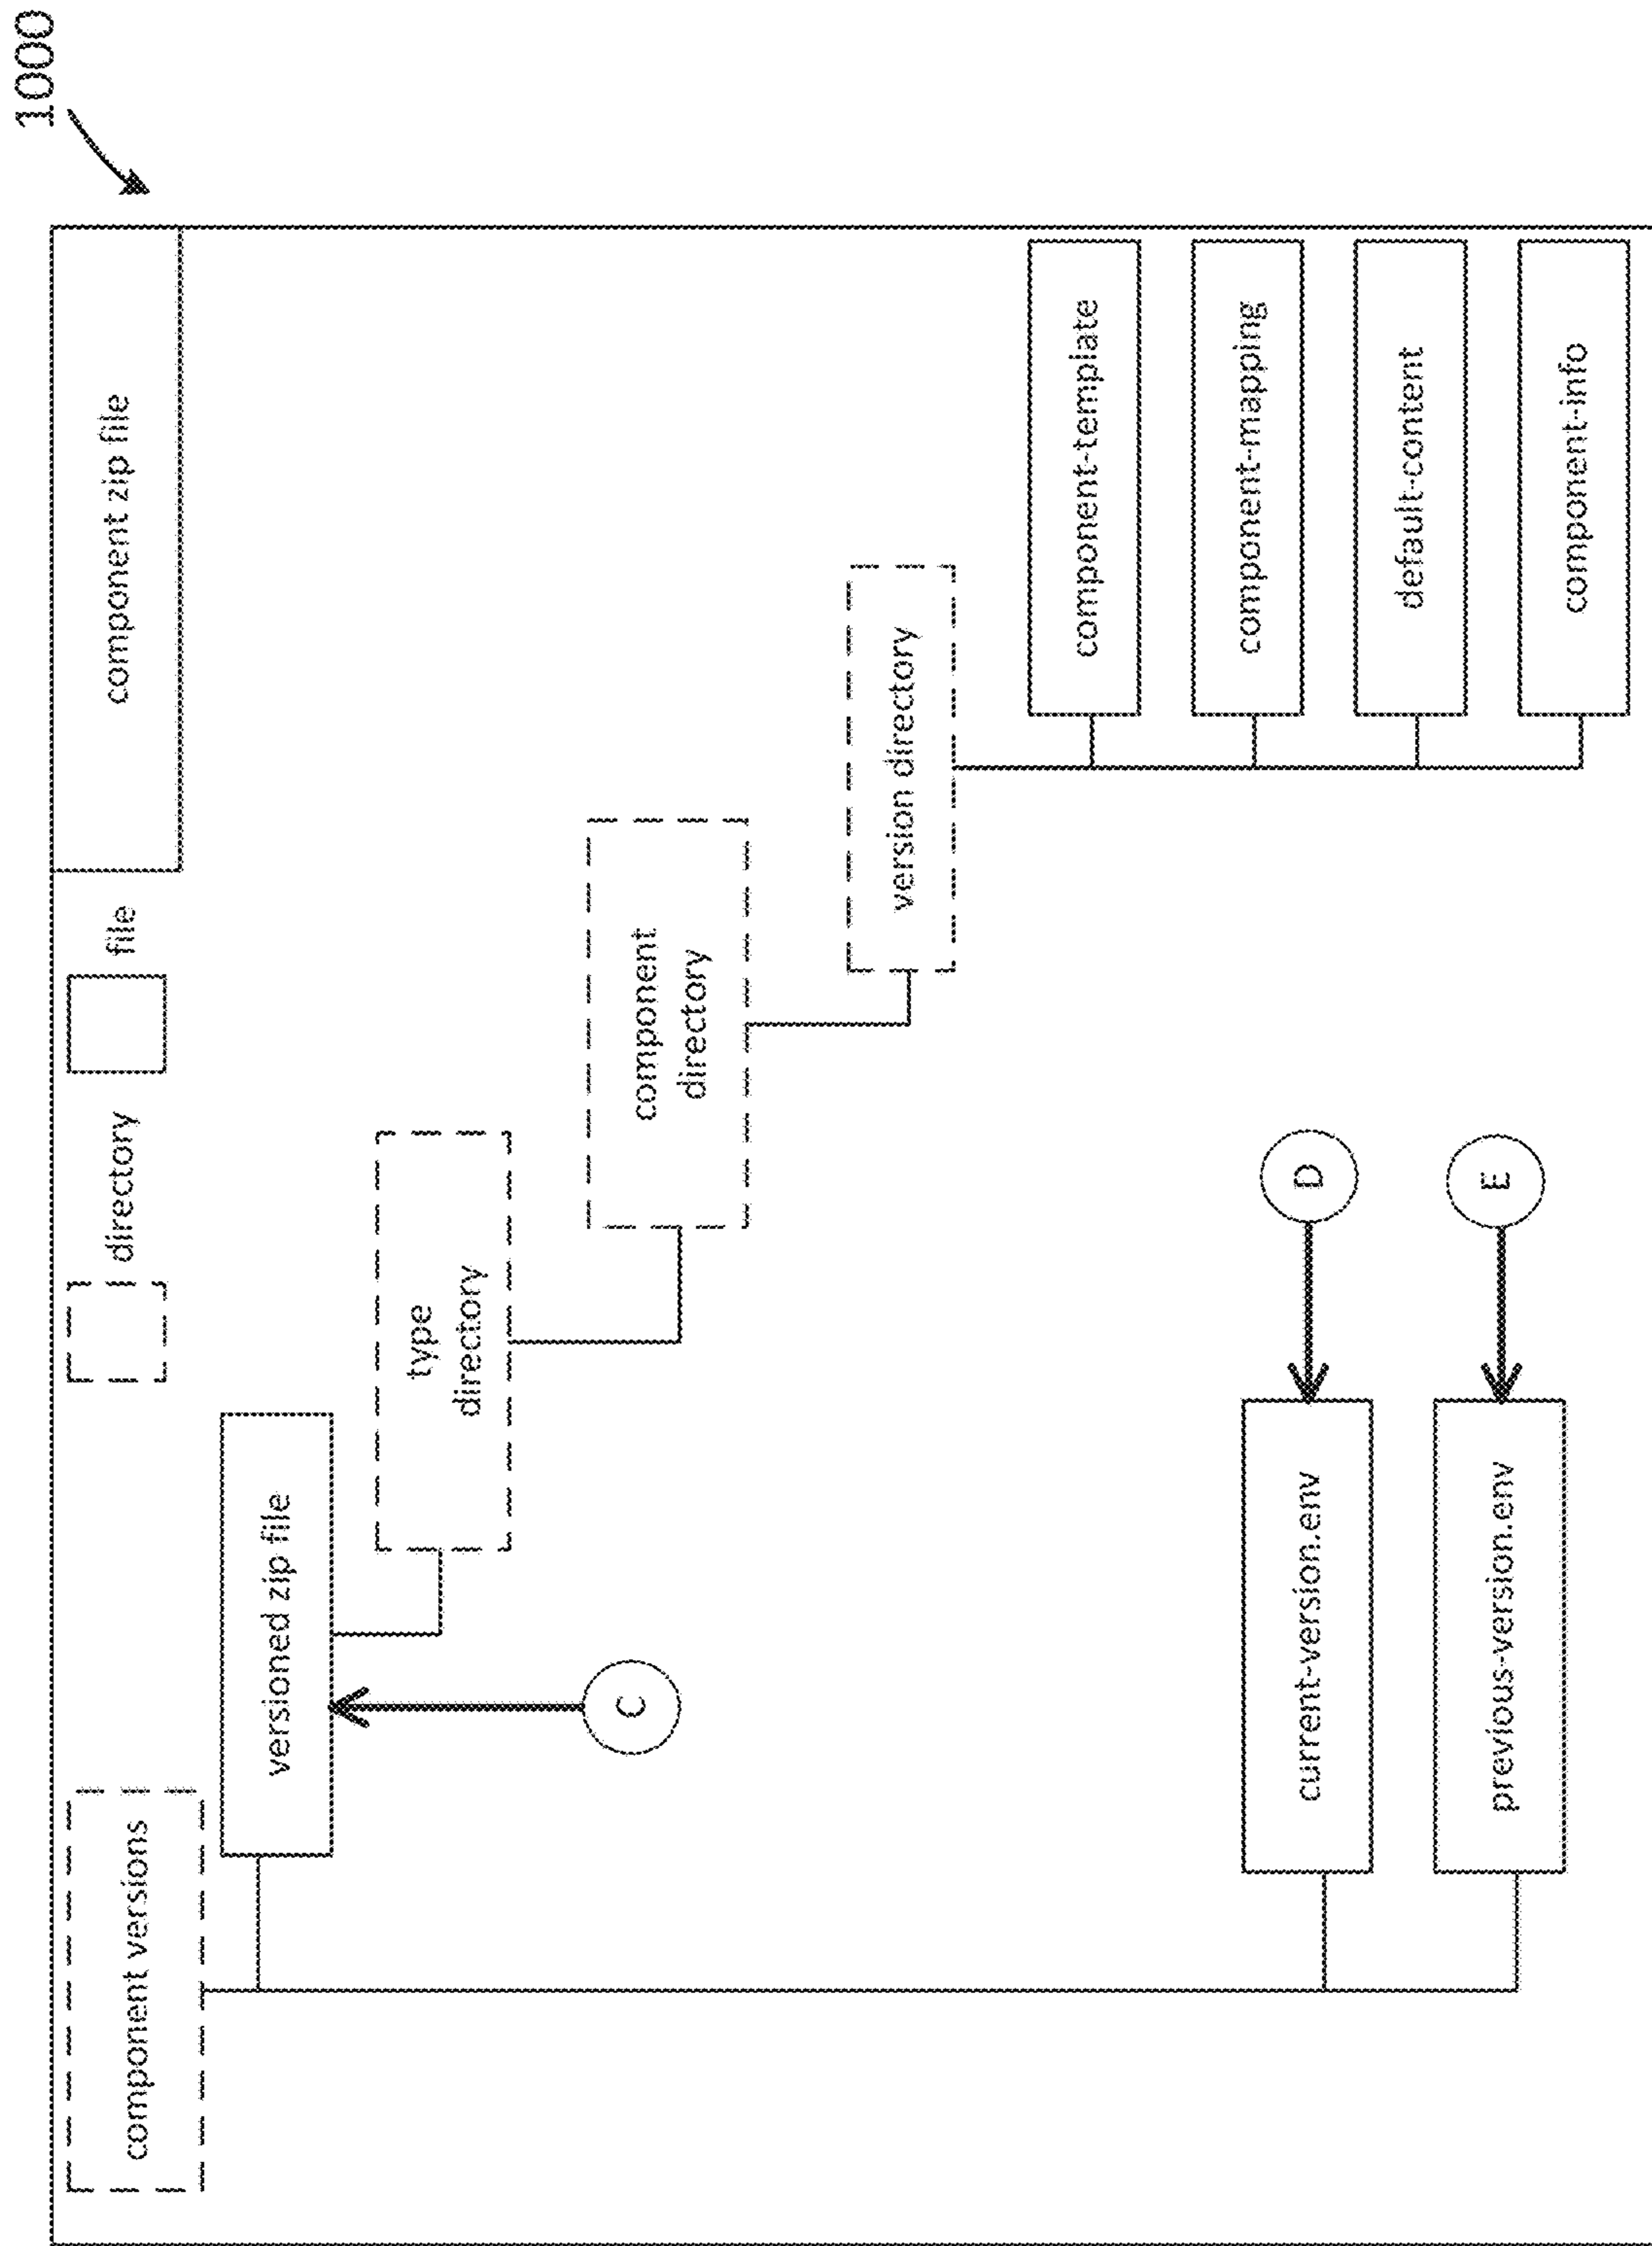 1000
component versions
directory
file
component zip file
versioned zip file
type
directory
C
component
directory
version directory
component-template
component-mapping
default-content
component-info
current-version.env
D
previous-version.env
E